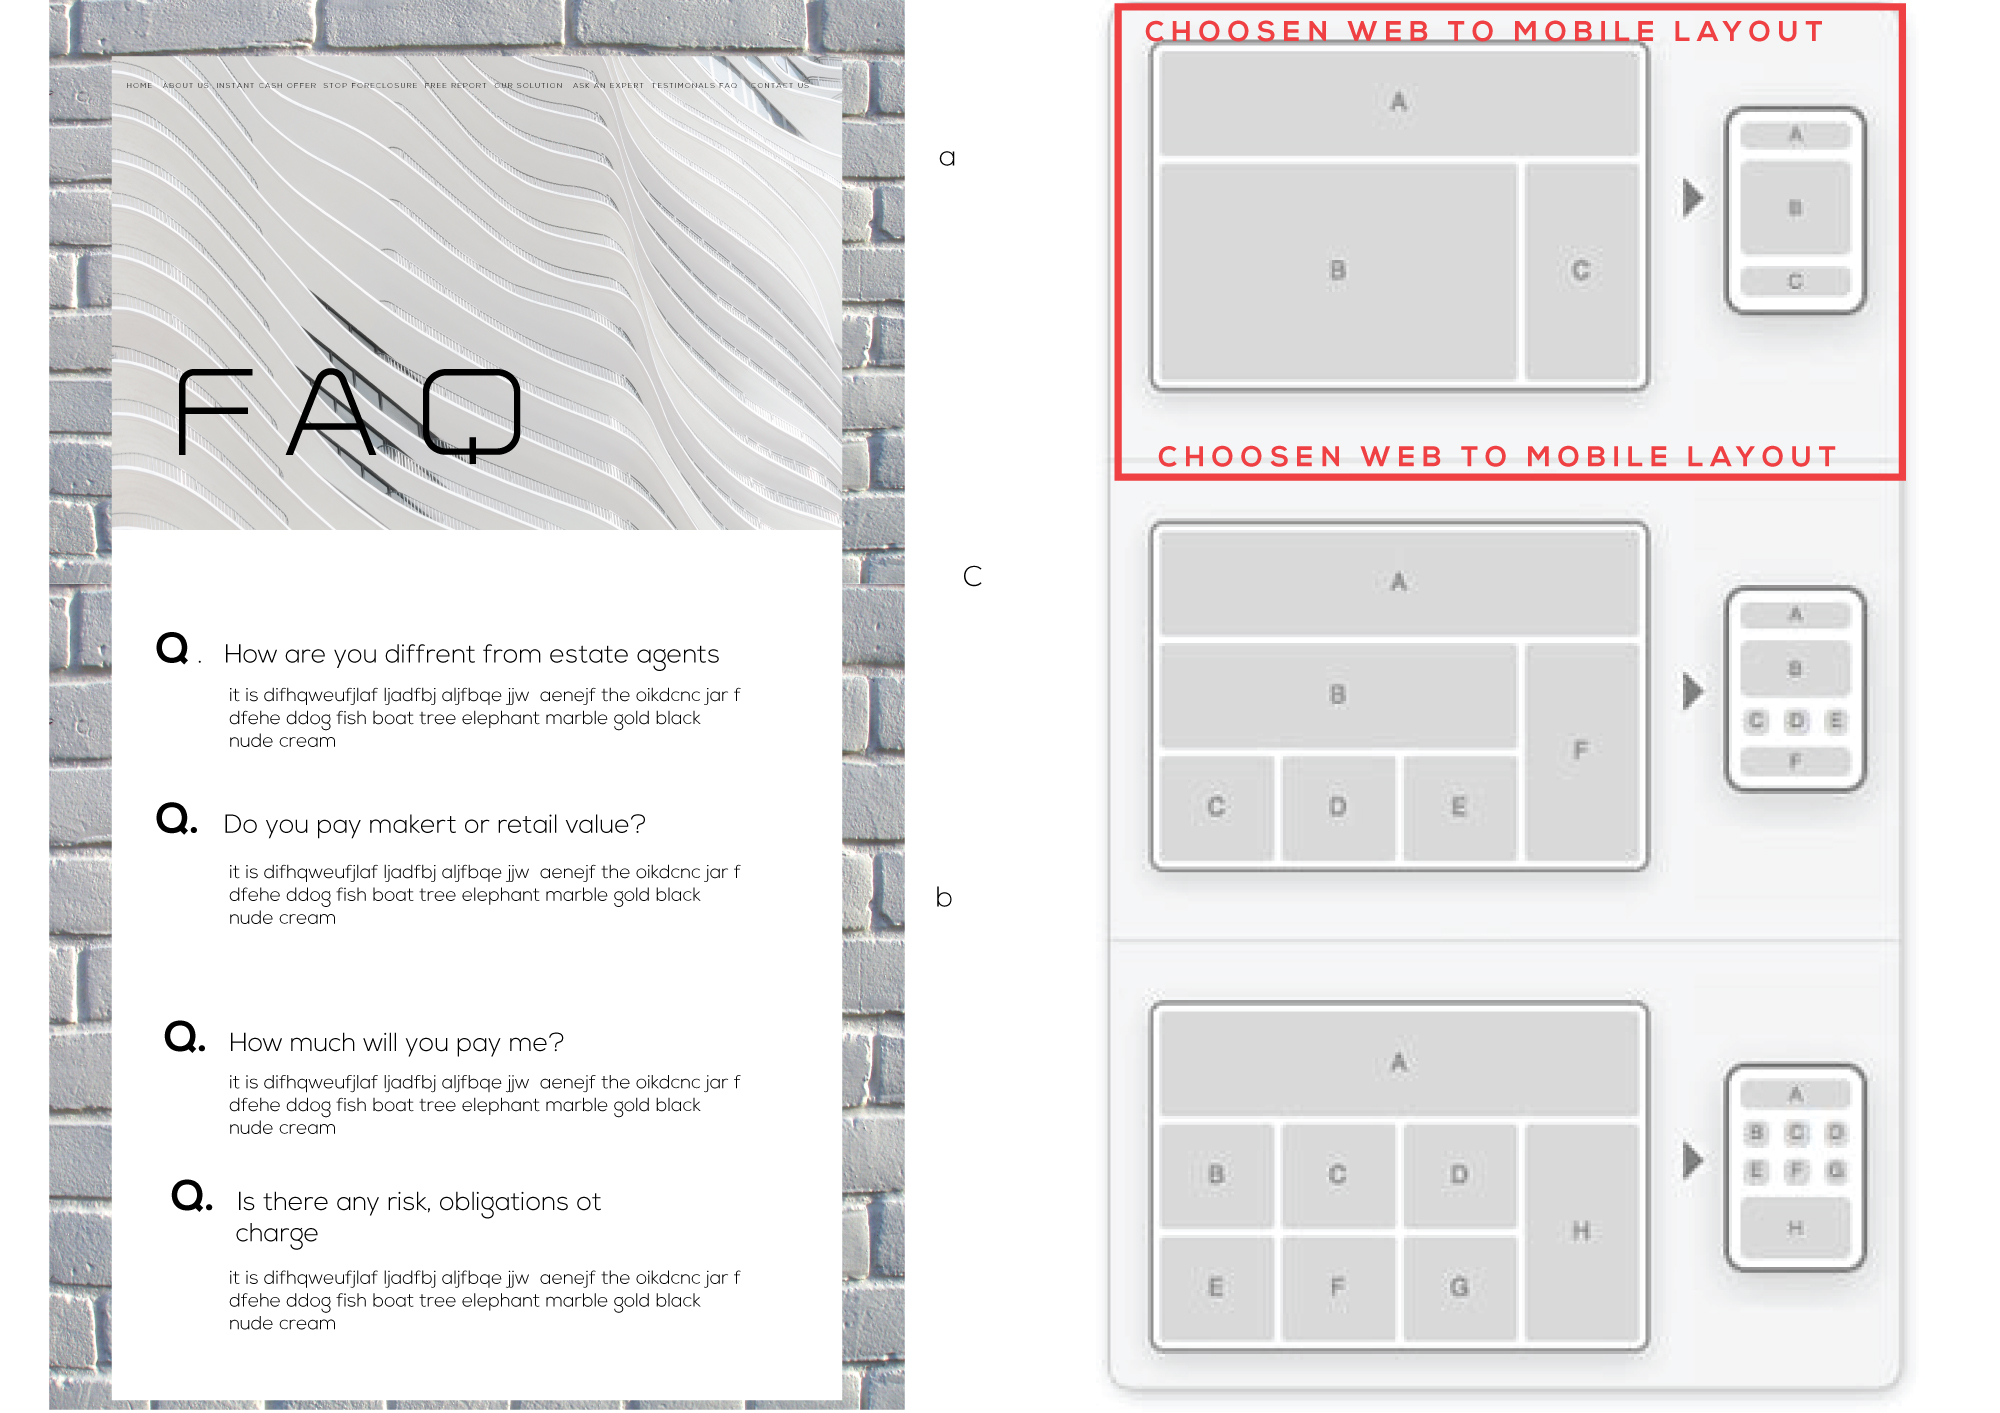 HOME ABOUT US INSTANT CASH OFFER STOP FORECLOSURE FREE REPORT OUR SOLUTION ASK AN EXPERT TESTIMONALS FAQ CONTACT US
FAQ
Q. How are you diffrent from estate agents
it is difhqweufjlaf ljadfbj aljfbqe jjw aenejf the oikdcnc jar f
dfehe ddog fish boat tree elephant marble gold black
nude cream
Q. Do you pay makert or retail value?
it is difhqweufjlaf ljadfbj aljfbqe jjw aenejf the oikdcnc jar f
dfehe ddog fish boat tree elephant marble gold black
nude cream
Q. How much will you pay me?
it is difhqweufjlaf ljadfbj aljfbqe jjw aenejf the oikdcnc jar f
dfehe ddog fish boat tree elephant marble gold black
nude cream
Q. Is there any risk, obligations ot
charge
it is difhqweufjlaf ljadfbj aljfbqe jjw aenejf the oikdcnc jar f
dfehe ddog fish boat tree elephant marble gold black
nude cream
a
C
b
CHOOSEN WEB TO MOBILE LAYOUT
A
B C
A
B
C
CHOOSEN WEB TO MOBILE LAYOUT
A
B
F
C D E
A
B
C D E
F
A
B C D
H
E F G
A
B C D
E F G
H